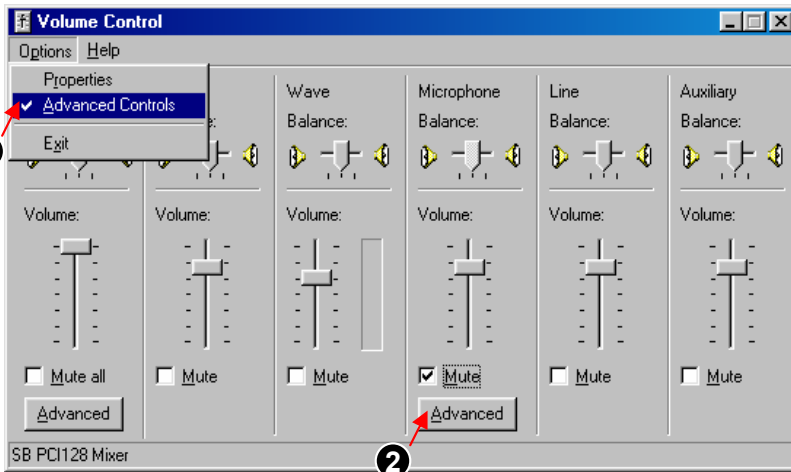 Volume Control
Options Help
Properties
Advanced Controls
Exit
Wave
Microphone
Line
Auxiliary
Balance:
Balance:
Balance:
Balance:
Volume:
Volume:
Volume:
Volume:
Volume:
Volume:
Mute all
Mute
Mute
Mute
Mute
Mute
Advanced
Advanced
SB PCI128 Mixer
2